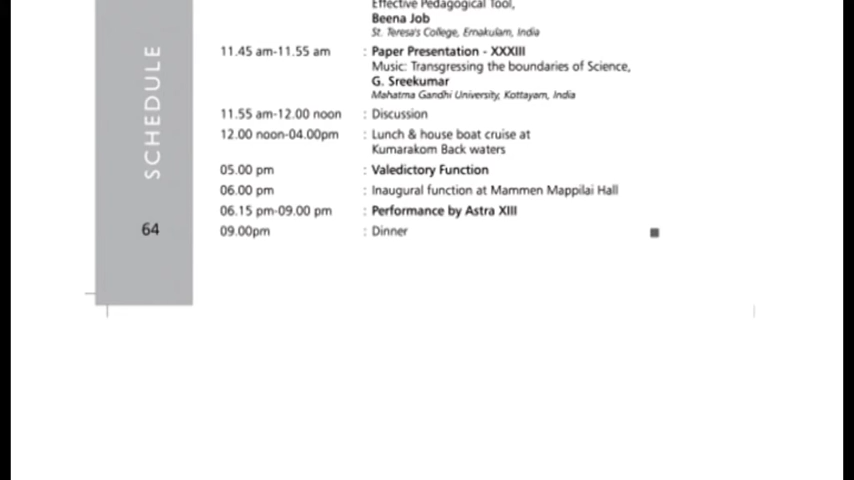 Effective Pedagogical Tool,
Beena Job
St. Teresa's College, Ernakulam, India
11.45 am-11.55 am : Paper Presentation - XXXIII
Music: Transgressing the boundaries of Science,
G. Sreekumar
Mahatma Gandhi University, Kottayam, India
11.55 am-12.00 noon : Discussion
12.00 noon-04.00pm : Lunch & house boat cruise at
Kumarakom Back waters
05.00 pm : Valedictory Function
06.00 pm : Inaugural function at Mammen Mappilai Hall
06.15 pm-09.00 pm : Performance by Astra XIII
09.00pm : Dinner
SCHEDULE
64